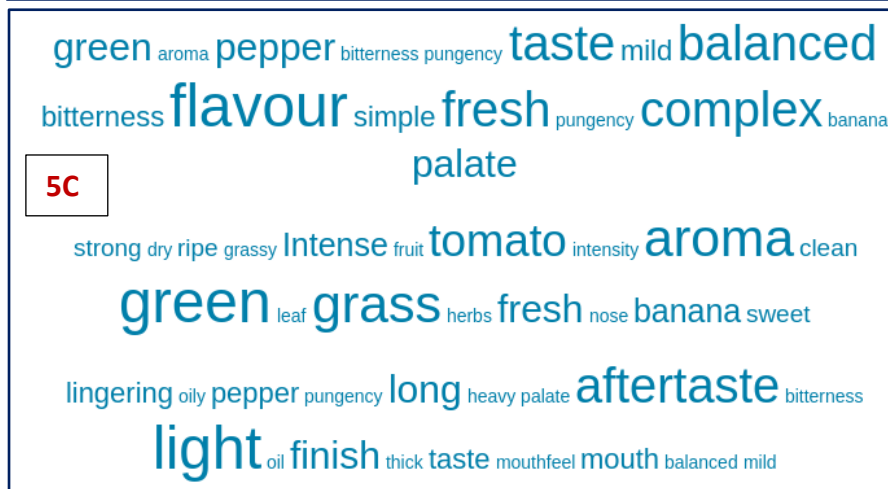 green aroma pepper bitterness pungency taste mild balanced
bitterness flavour simple fresh pungency complex banana
palate
5C
strong dry ripe grassy Intense fruit tomato intensity aroma clean
green leaf grass herbs fresh nose banana sweet
lingering oily pepper pungency long heavy palate aftertaste bitterness
light oil finish thick taste mouthfeel mouth balanced mild